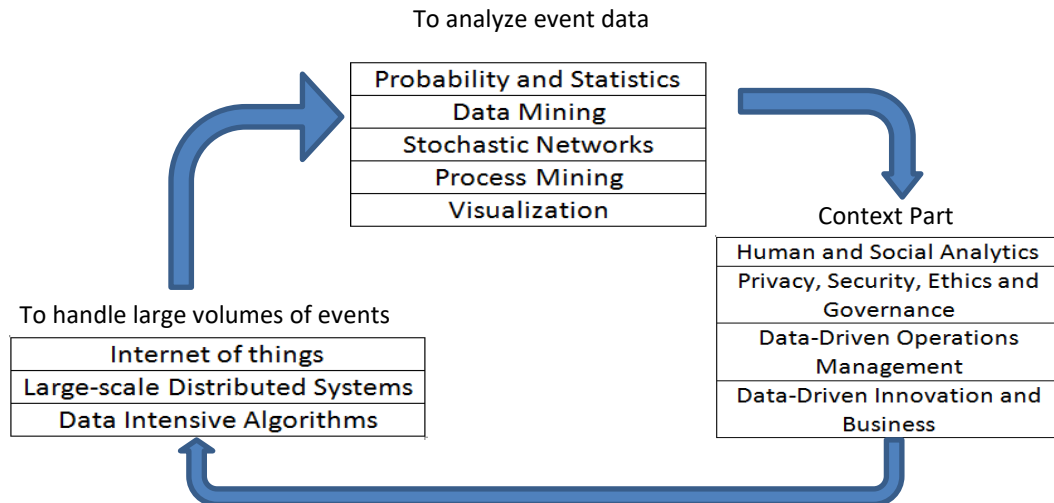 To analyze event data
Probability and Statistics
Data Mining
Stochastic Networks
Process Mining
Visualization
Context Part
Human and Social Analytics
Privacy, Security, Ethics and
Governance
Data-Driven Operations
Management
Data-Driven Innovation and
Business
To handle large volumes of events
Internet of things
Large-scale Distributed Systems
Data Intensive Algorithms